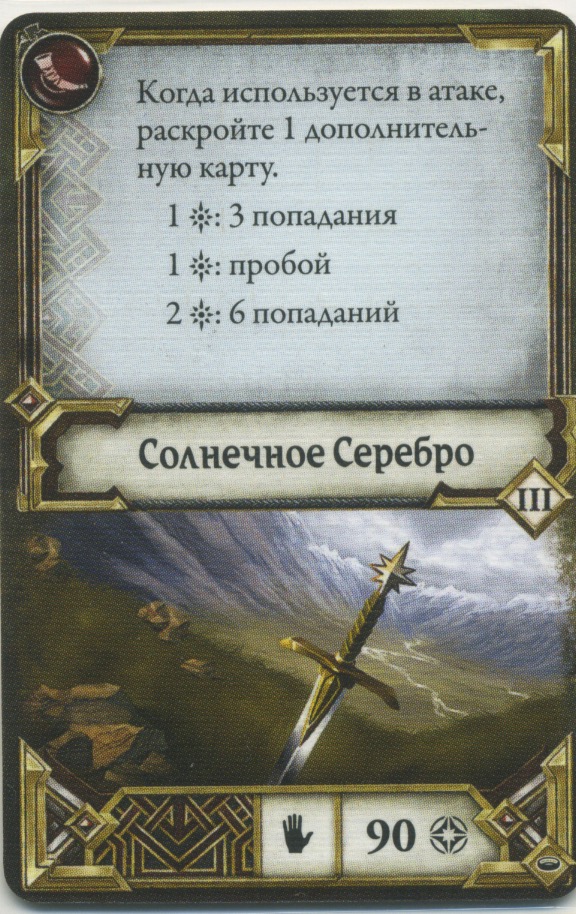 Когда используется в атаке,
раскройте 1 дополнитель-
ную карту.
1 : 3 попадания
1 : пробой
2 : 6 попаданий
Солнечное Серебро
III
90